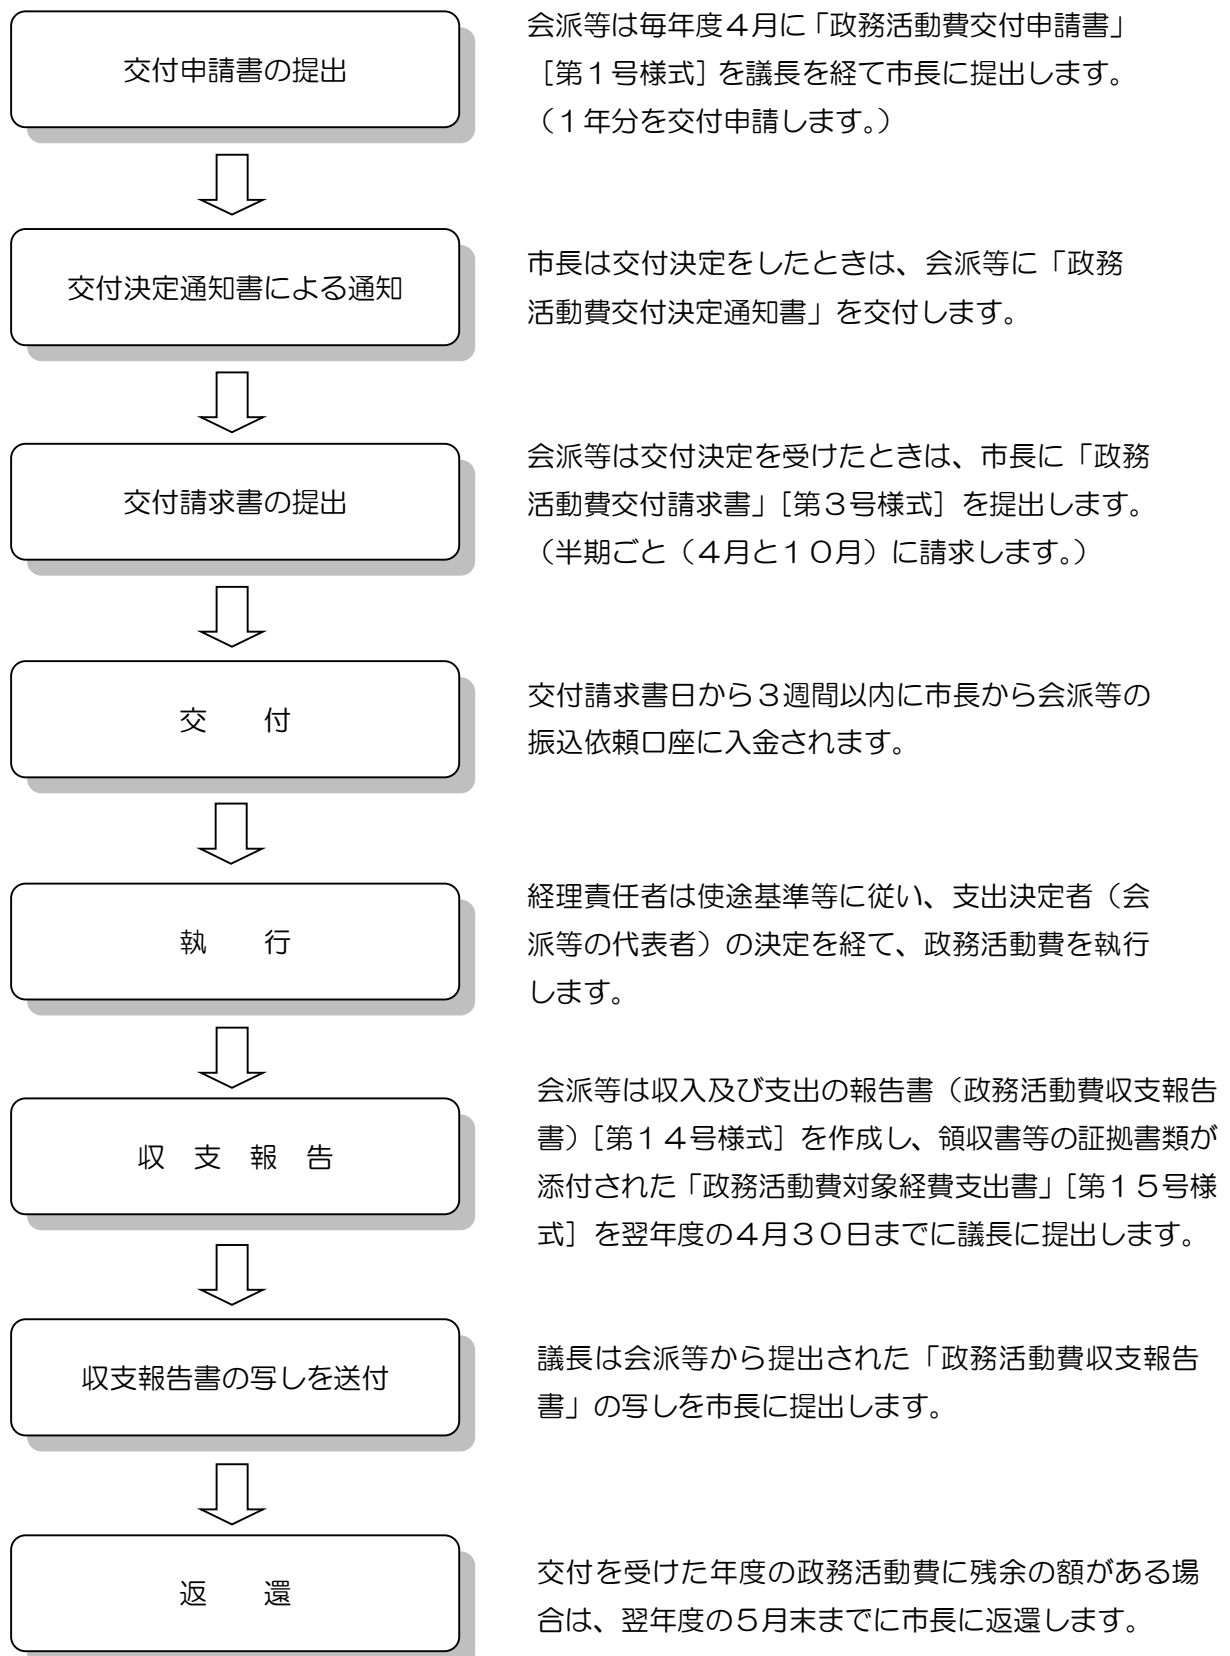 交付申請書の提出
会派等は毎年度４月に「政務活動費交付申請書」
［第１号様式］を議長を経て市長に提出します。
（１年分を交付申請します。）
交付決定通知書による通知
市長は交付決定をしたときは、会派等に「政務
活動費交付決定通知書」を交付します。
交付請求書の提出
会派等は交付決定を受けたときは、市長に「政務
活動費交付請求書」［第３号様式］を提出します。
（半期ごと（４月と１０月）に請求します。）
交　　付
交付請求書日から３週間以内に市長から会派等の
振込依頼口座に入金されます。
執　　行
経理責任者は使途基準等に従い、支出決定者（会
派等の代表者）の決定を経て、政務活動費を執行
します。
収　支　報　告
会派等は収入及び支出の報告書（政務活動費収支報告
書）［第１４号様式］を作成し、領収書等の証拠書類が
添付された「政務活動費対象経費支出書」［第１５号様
式］を翌年度の４月３０日までに議長に提出します。
収支報告書の写しを送付
議長は会派等から提出された「政務活動費収支報告
書」の写しを市長に提出します。
返　　還
交付を受けた年度の政務活動費に残余の額がある場
合は、翌年度の５月末までに市長に返還します。